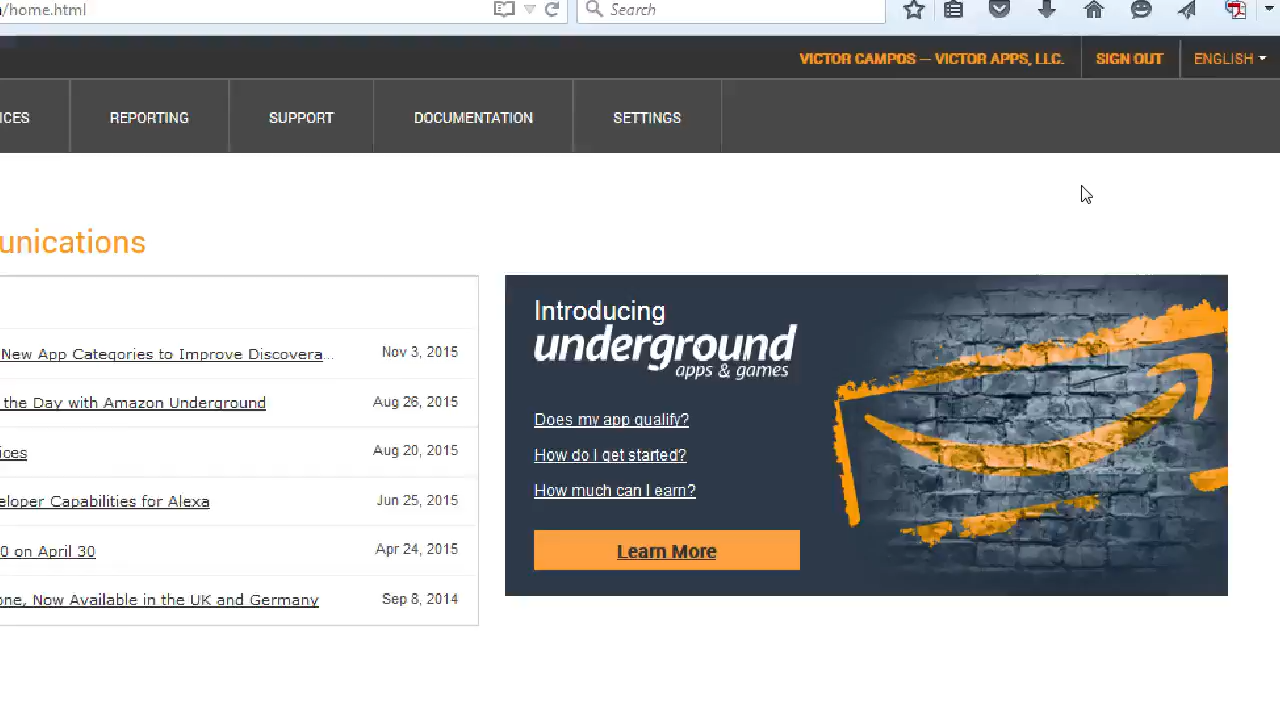 /home.html
Search
VICTOR CAMPOS — VICTOR APPS, LLC.
SIGN OUT
ENGLISH
ICES
REPORTING
SUPPORT
DOCUMENTATION
SETTINGS
unications
New App Categories to Improve Discovera... Nov 3, 2015
the Day with Amazon Underground Aug 26, 2015
ices Aug 20, 2015
eloper Capabilities for Alexa Jun 25, 2015
0 on April 30 Apr 24, 2015
one, Now Available in the UK and Germany Sep 8, 2014
Introducing
underground
apps & games
Does my app qualify?
How do I get started?
How much can I earn?
Learn More